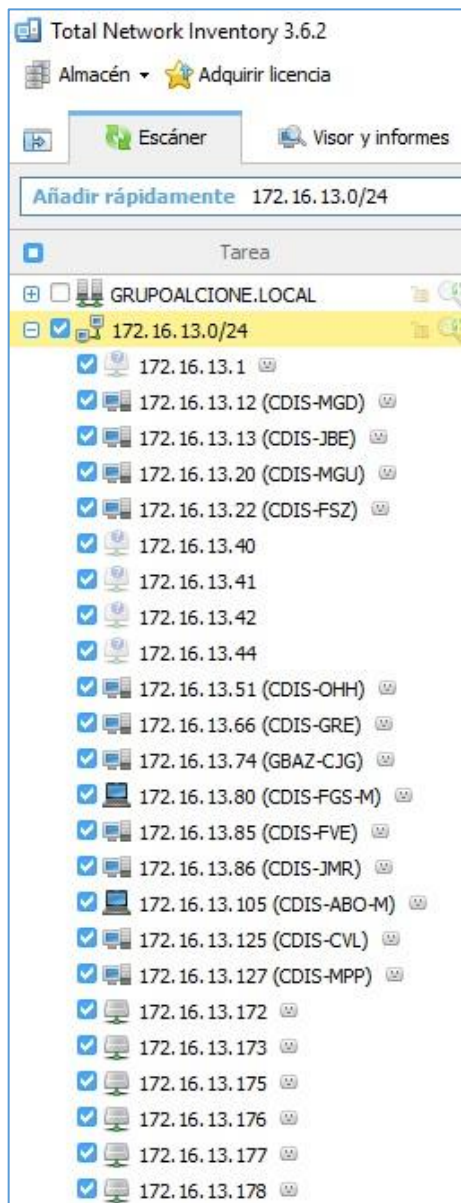 Total Network Inventory 3.6.2
Almacén Adquirir licencia
Escáner Visor y informes
Añadir rápidamente 172.16.13.0/24
Tarea
GRUPOALCIONE.LOCAL
172.16.13.0/24
172.16.13.1
172.16.13.12 (CDIS-MGD)
172.16.13.13 (CDIS-JBE)
172.16.13.20 (CDIS-MGU)
172.16.13.22 (CDIS-FSZ)
172.16.13.40
172.16.13.41
172.16.13.42
172.16.13.44
172.16.13.51 (CDIS-OHH)
172.16.13.66 (CDIS-GRE)
172.16.13.74 (GBAZ-CJG)
172.16.13.80 (CDIS-FGS-M)
172.16.13.85 (CDIS-FVE)
172.16.13.86 (CDIS-JMR)
172.16.13.105 (CDIS-ABO-M)
172.16.13.125 (CDIS-CVL)
172.16.13.127 (CDIS-MPP)
172.16.13.172
172.16.13.173
172.16.13.175
172.16.13.176
172.16.13.177
172.16.13.178